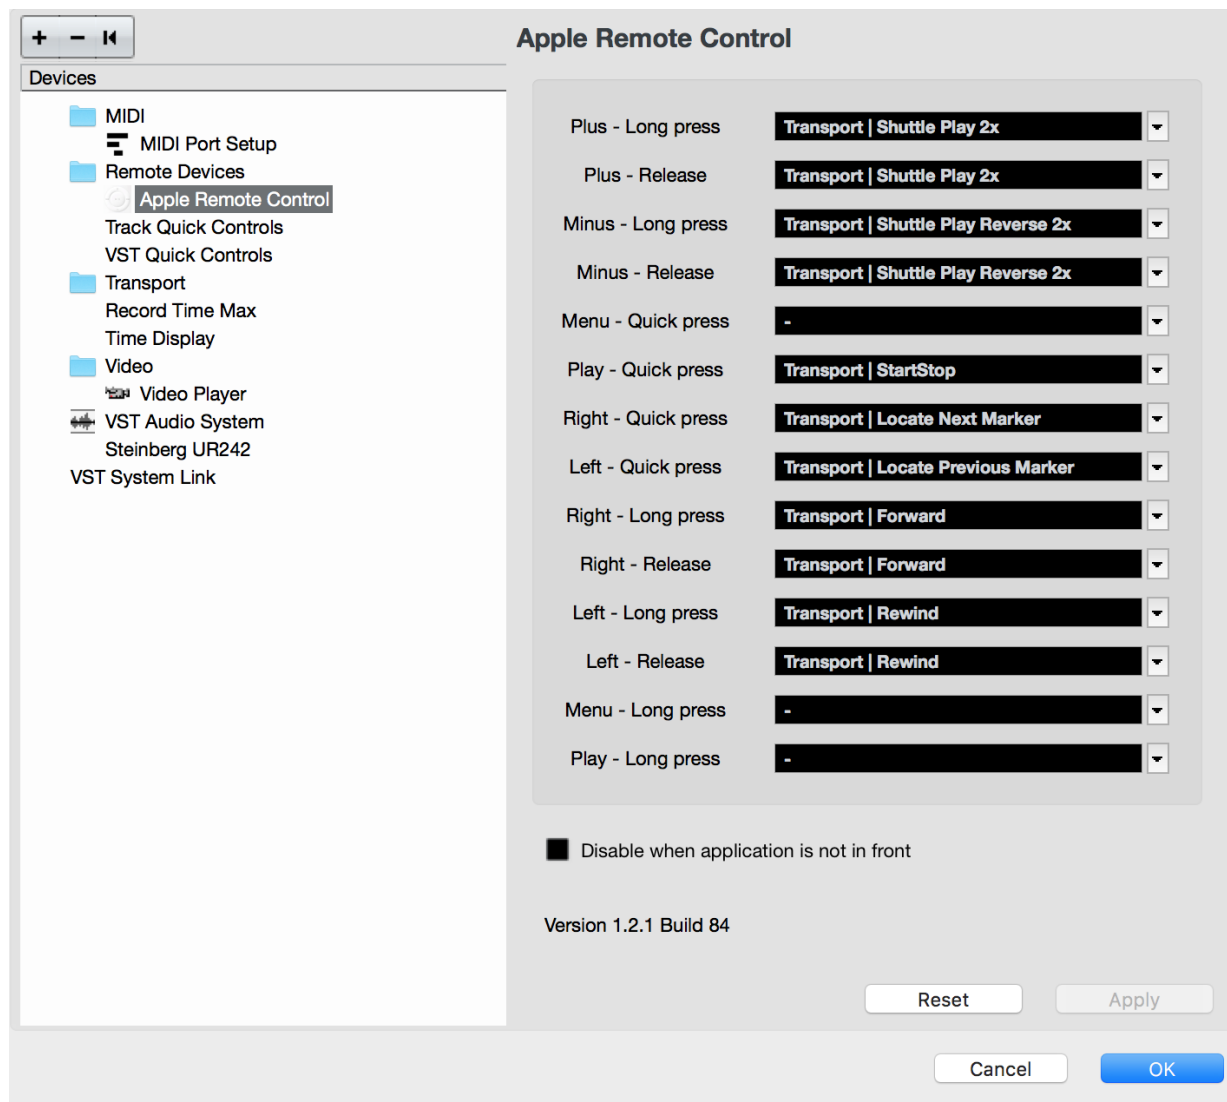 Apple Remote Control
Devices
MIDI
MIDI Port Setup
Remote Devices
Apple Remote Control
Track Quick Controls
VST Quick Controls
Transport
Record Time Max
Time Display
Video
Video Player
VST Audio System
Steinberg UR242
VST System Link
Plus - Long press Transport | Shuttle Play 2x
Plus - Release Transport | Shuttle Play 2x
Minus - Long press Transport | Shuttle Play Reverse 2x
Minus - Release Transport | Shuttle Play Reverse 2x
Menu - Quick press -
Play - Quick press Transport | StartStop
Right - Quick press Transport | Locate Next Marker
Left - Quick press Transport | Locate Previous Marker
Right - Long press Transport | Forward
Right - Release Transport | Forward
Left - Long press Transport | Rewind
Left - Release Transport | Rewind
Menu - Long press -
Play - Long press -
Disable when application is not in front
Version 1.2.1 Build 84
Reset Apply
Cancel OK